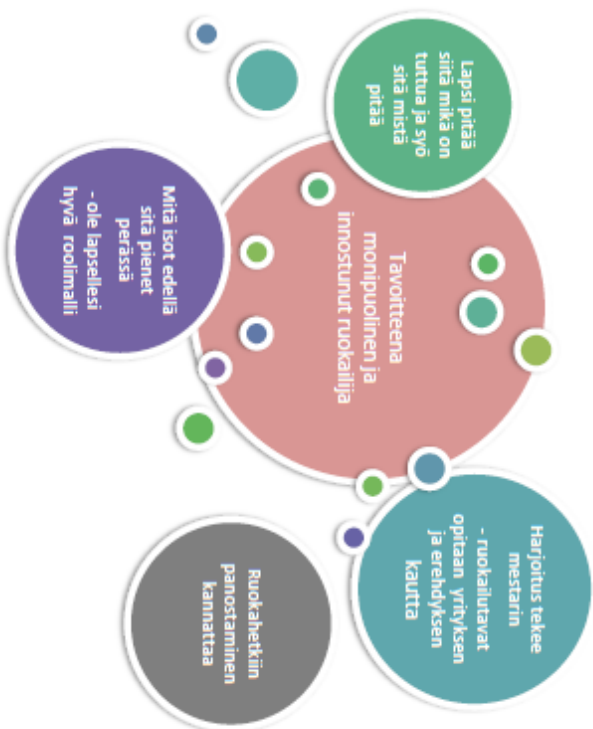 Lapsi pitää
siitä mikä on
tuttua ja syö
sitä mistä
pitää
Tavoitteena
monipuolinen ja
innostunut ruokailija
Mitä isot edellä
sitä pienet
perässä
- ole lapsellesi
hyvä roolimalli
Harjoitus tekee
mestarin
- ruokailutavat
opitaan yrityksen
ja erehdyksen
kautta
Ruokahetkiin
panostaminen
kannattaa